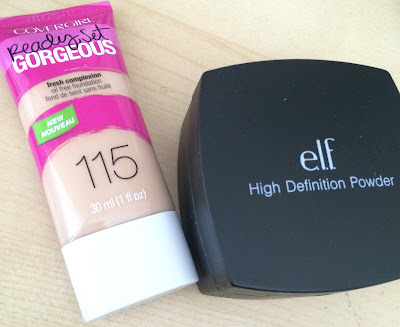 COVERGIRL
Ready, Set
GORGEOUS
fresh complexion
oil free foundation
fond de teint sans huile
NEW
NOUVEAU
115
30 ml (1 fl oz)
e.l.f.
High Definition Powder